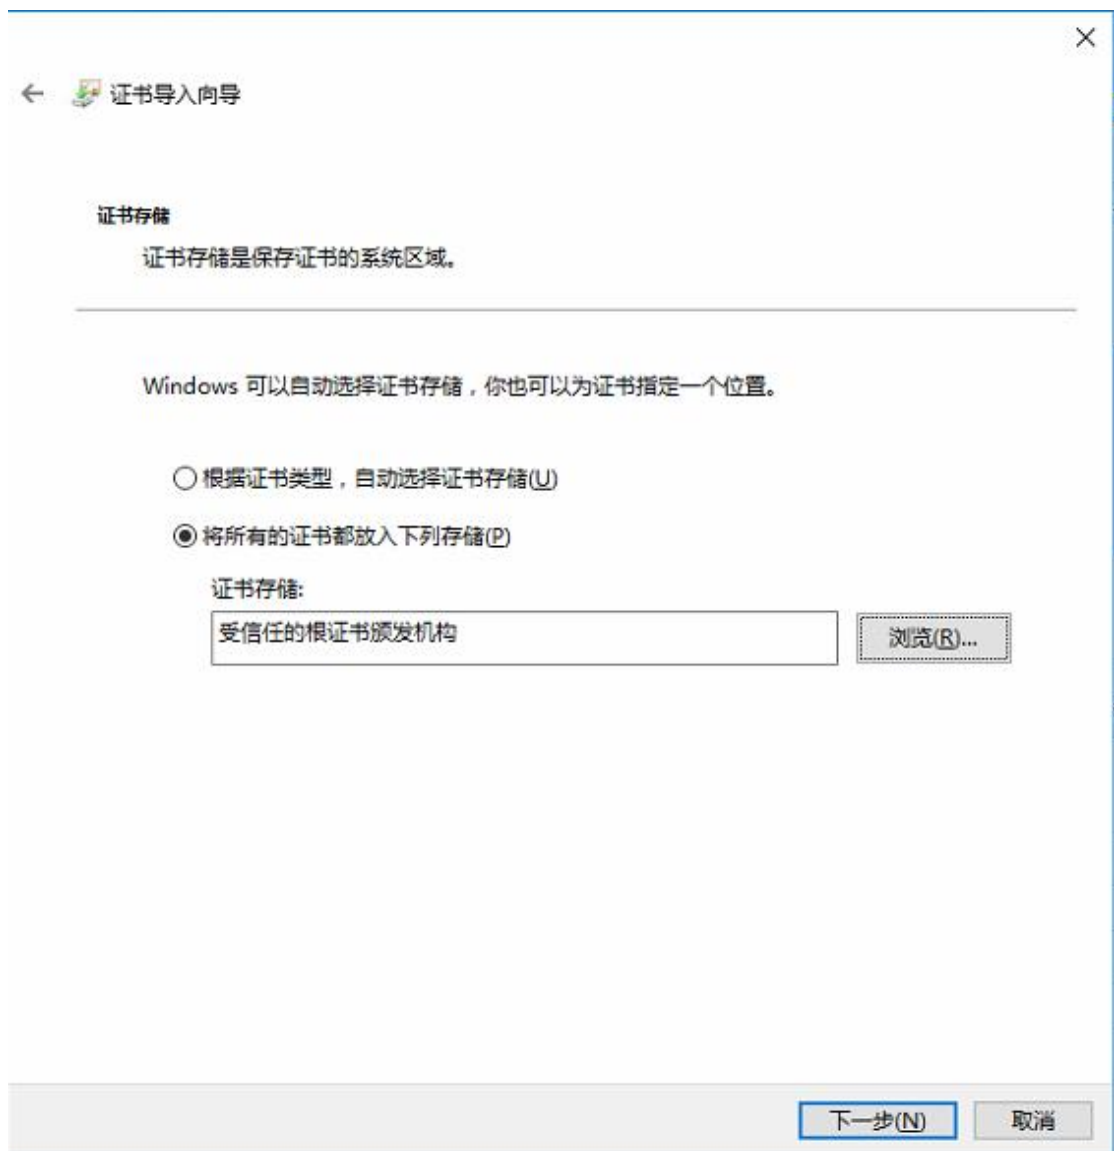 证书导入向导
证书存储
证书存储是保存证书的系统区域。
Windows 可以自动选择证书存储，你也可以为证书指定一个位置。
根据证书类型，自动选择证书存储(U)
将所有的证书都放入下列存储(P)
证书存储:
受信任的根证书颁发机构
浏览(R)...
下一步(N)
取消